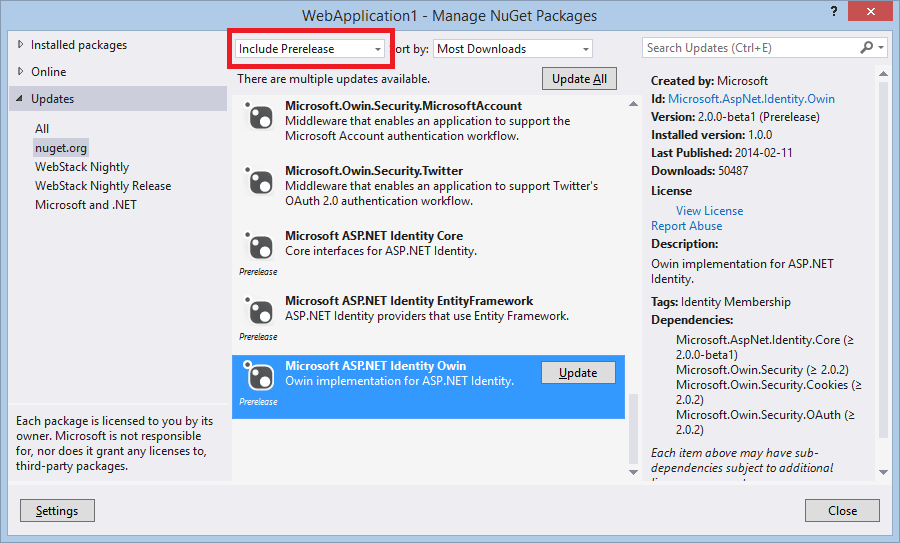 WebApplication1 - Manage NuGet Packages
?
Installed packages
Online
Updates
All
nuget.org
WebStack Nightly
WebStack Nightly Release
Microsoft and .NET
Each package is licensed to you by its
owner. Microsoft is not responsible
for, nor does it grant any licenses to,
third-party packages.
Settings
Include Prerelease
ort by: Most Downloads
There are multiple updates available.
Update All
Microsoft.Owin.Security.MicrosoftAccount
Middleware that enables an application to support the
Microsoft Account authentication workflow.
Microsoft.Owin.Security.Twitter
Middleware that enables an application to support Twitter's
OAuth 2.0 authentication workflow.
Microsoft ASP.NET Identity Core
Core interfaces for ASP.NET Identity.
Prerelease
Microsoft ASP.NET Identity EntityFramework
ASP.NET Identity providers that use Entity Framework.
Prerelease
Microsoft ASP.NET Identity Owin
Owin implementation for ASP.NET Identity.
Prerelease
Update
Search Updates (Ctrl+E)
Created by: Microsoft
Id: Microsoft.AspNet.Identity.Owin
Version: 2.0.0-beta1 (Prerelease)
Installed version: 1.0.0
Last Published: 2014-02-11
Downloads: 50487
License
View License
Report Abuse
Description:
Owin implementation for ASP.NET
Identity.
Tags: Identity Membership
Dependencies:
Microsoft.AspNet.Identity.Core (≥
2.0.0-beta1)
Microsoft.Owin.Security (≥ 2.0.2)
Microsoft.Owin.Security.Cookies (≥
2.0.2)
Microsoft.Owin.Security.OAuth (≥
2.0.2)
Each item above may have sub-
dependencies subject to additional
Close